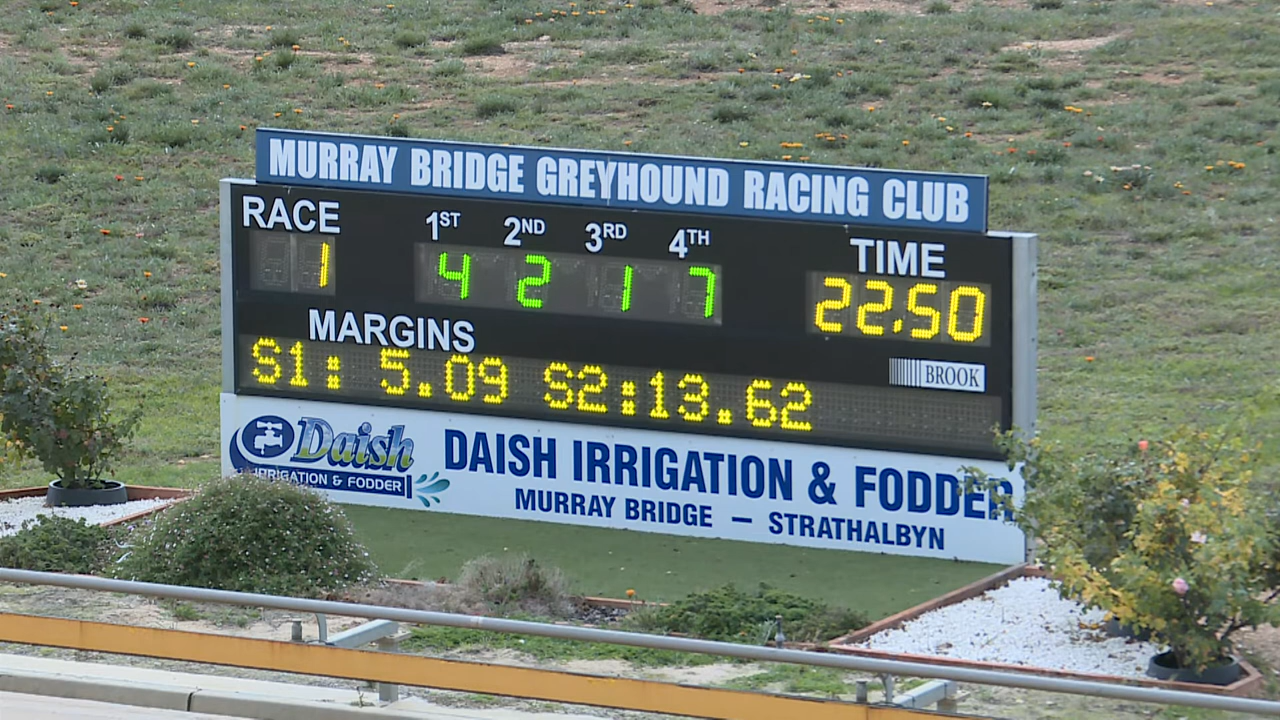 MURRAY BRIDGE GREYHOUND RACING CLUB
RACE 1ST 2ND 3RD 4TH TIME
1 4 2 1 7 22.50
MARGINS
BROOK
S1: 5.09 S2:13.62
Daish
IRRIGATION & FODDER
DAISH IRRIGATION & FODDER
MURRAY BRIDGE – STRATHALBYN